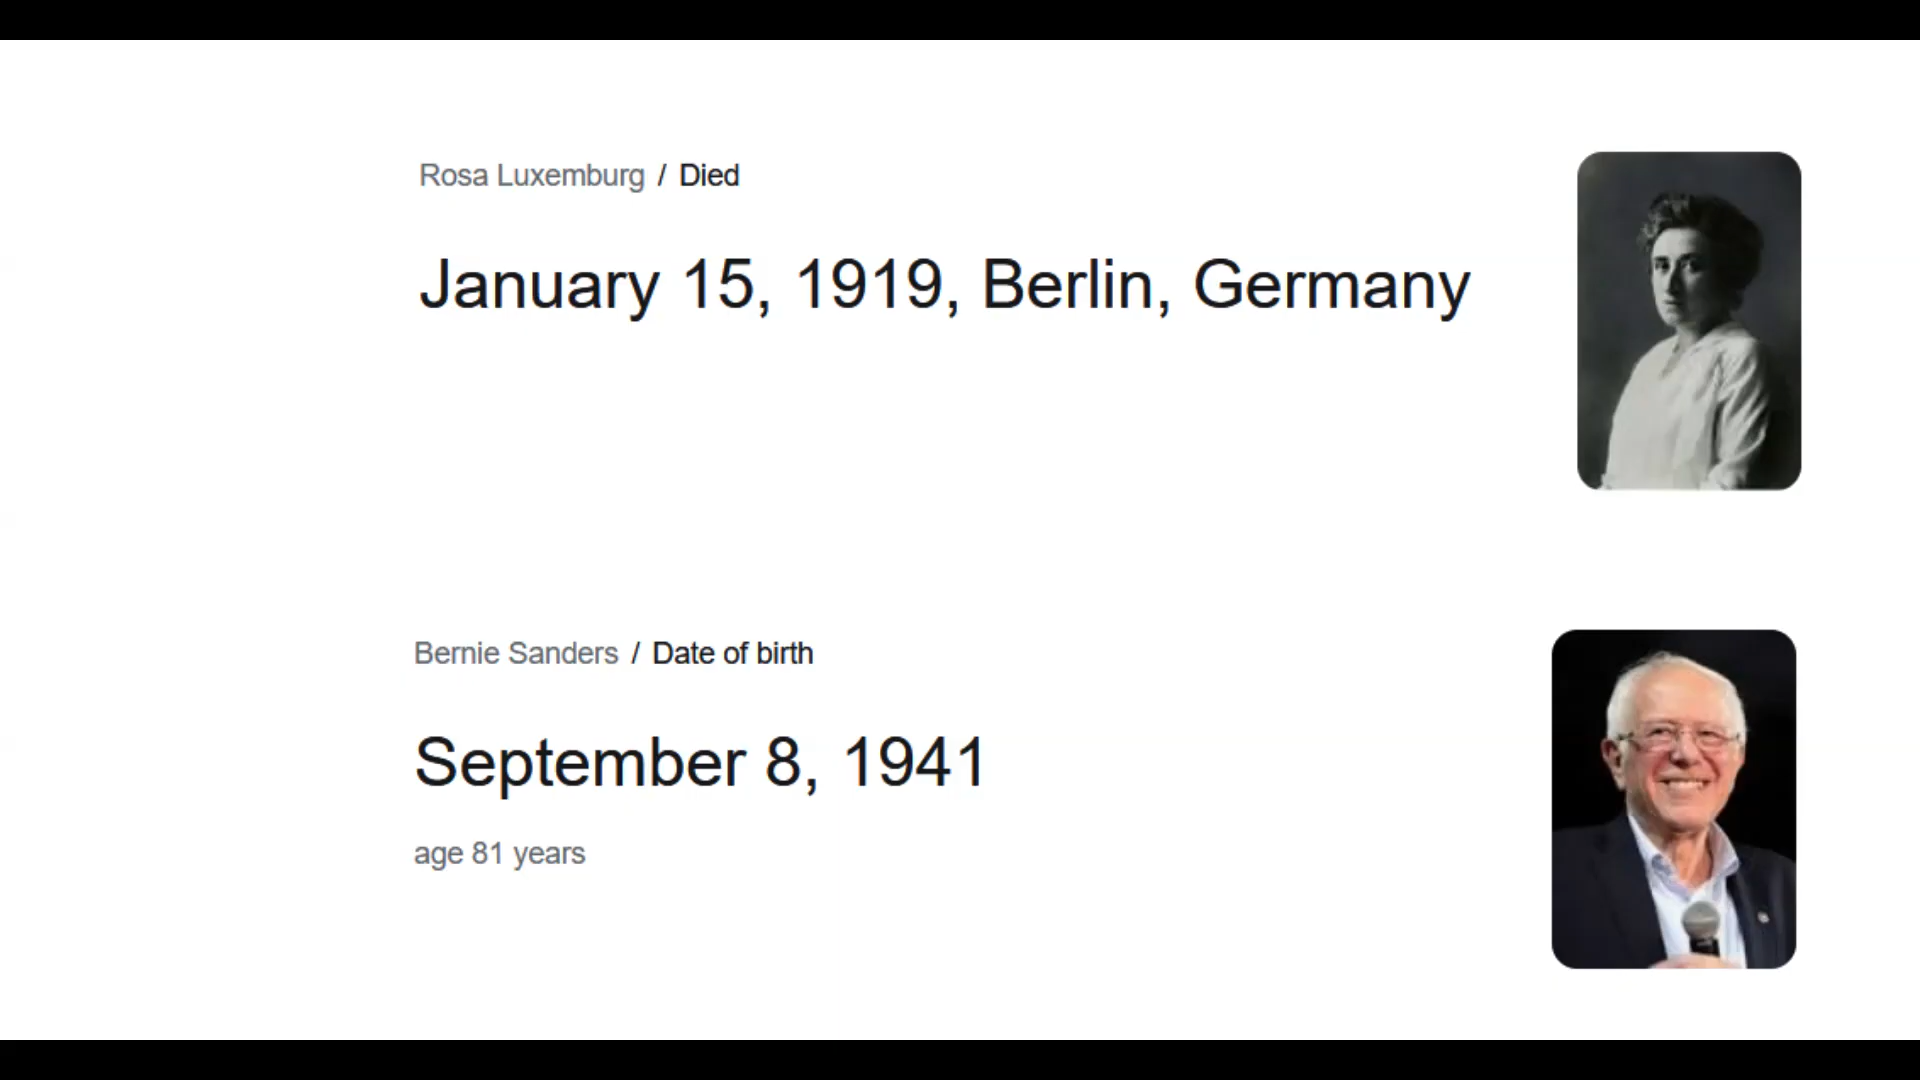 Rosa Luxemburg / Died
January 15, 1919, Berlin, Germany
Bernie Sanders / Date of birth
September 8, 1941
age 81 years